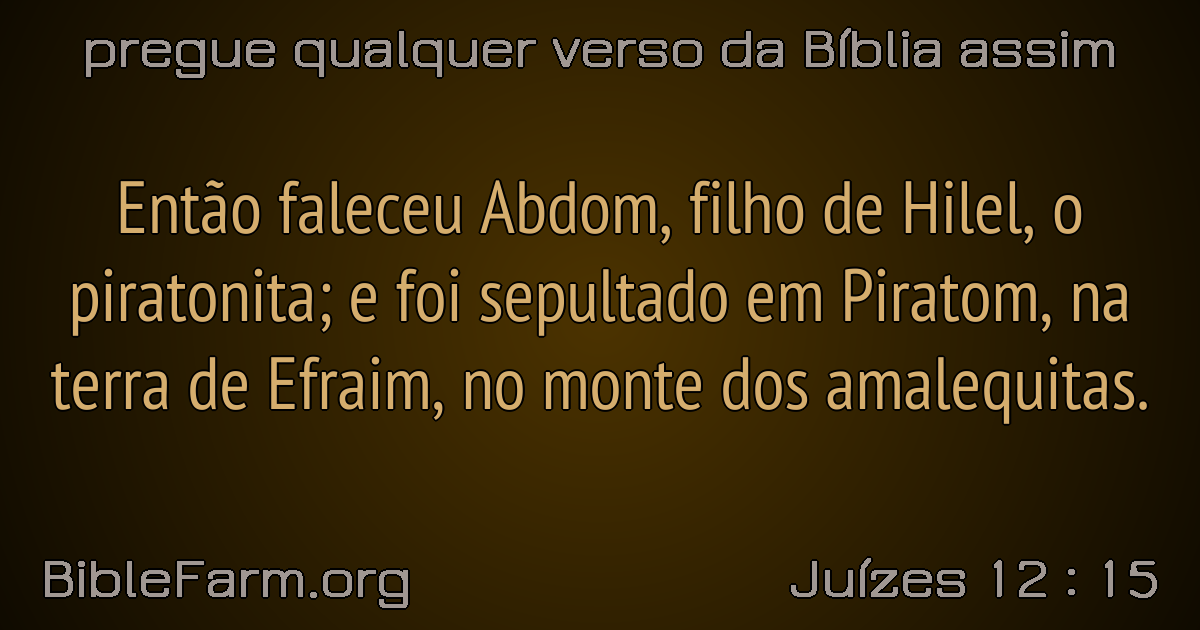 pregue qualquer verso da Bíblia assim
Então faleceu Abdom, filho de Hilel, o
piratonita; e foi sepultado em Piratom, na
terra de Efraim, no monte dos amalequitas.
BibleFarm.org
Juízes 12 : 15